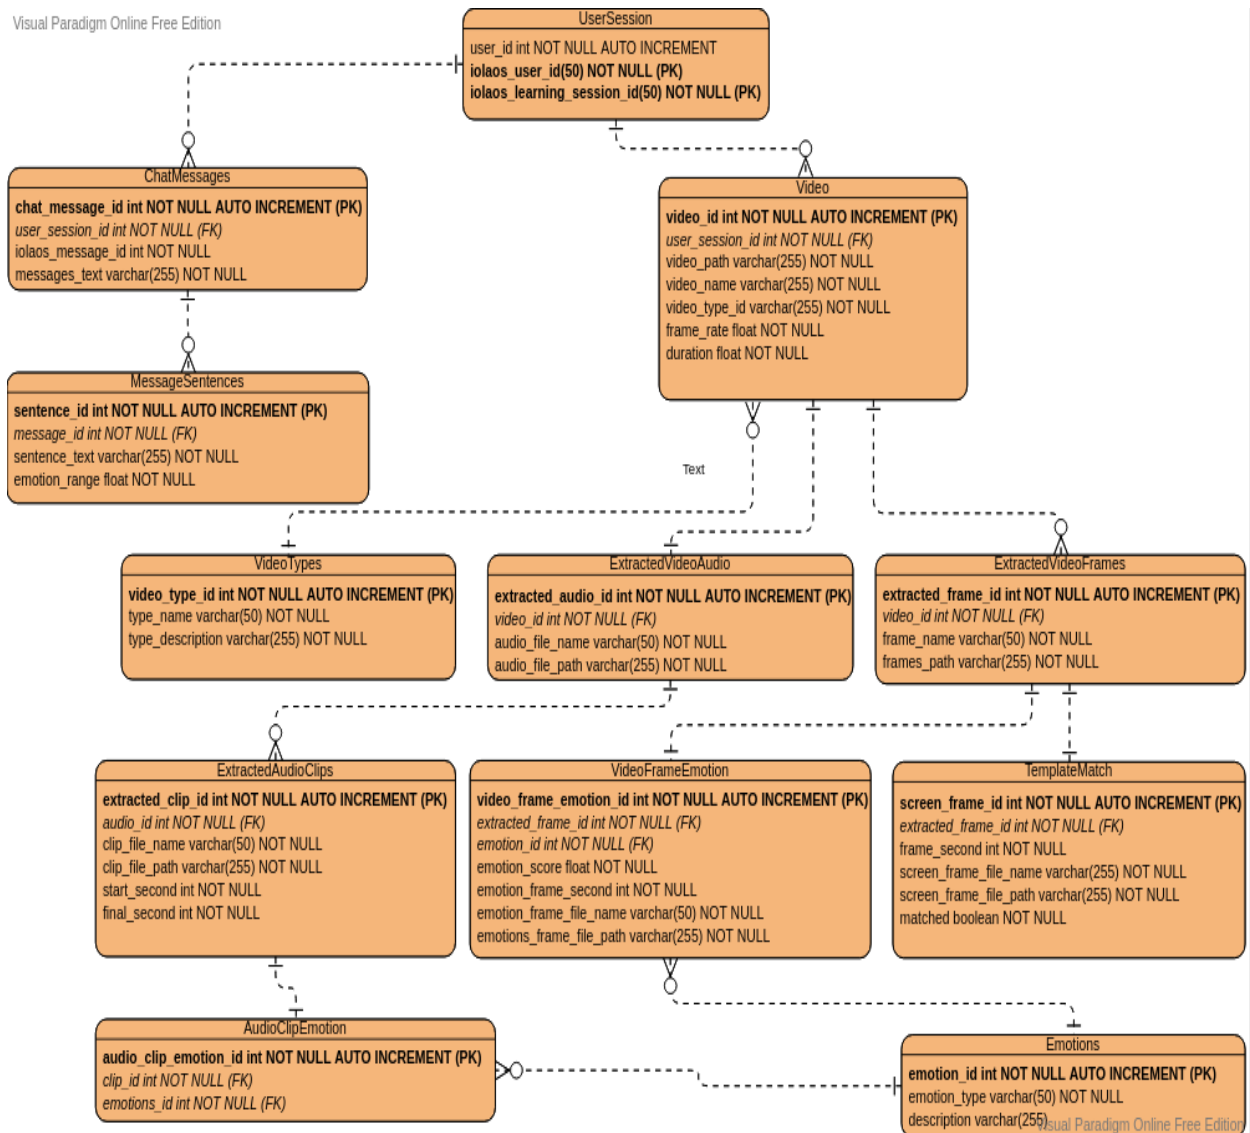 Visual Paradigm Online Free Edition
UserSession
user_id int NOT NULL AUTO INCREMENT
iolaos_user_id(50) NOT NULL (PK)
iolaos_learning_session_id(50) NOT NULL (PK)
ChatMessages
chat_message_id int NOT NULL AUTO INCREMENT (PK)
user_session_id int NOT NULL (FK)
iolaos_message_id int NOT NULL
messages_text varchar(255) NOT NULL
Video
video_id int NOT NULL AUTO INCREMENT (PK)
user_session_id int NOT NULL (FK)
video_path varchar(255) NOT NULL
video_name varchar(255) NOT NULL
video_type_id varchar(255) NOT NULL
frame_rate float NOT NULL
duration float NOT NULL
MessageSentences
sentence_id int NOT NULL AUTO INCREMENT (PK)
message_id int NOT NULL (FK)
sentence_text varchar(255) NOT NULL
emotion_range float NOT NULL
Text
VideoTypes
video_type_id int NOT NULL AUTO INCREMENT (PK)
type_name varchar(50) NOT NULL
type_description varchar(255) NOT NULL
ExtractedVideoAudio
extracted_audio_id int NOT NULL AUTO INCREMENT (PK)
video_id int NOT NULL (FK)
audio_file_name varchar(50) NOT NULL
audio_file_path varchar(255) NOT NULL
ExtractedVideoFrames
extracted_frame_id int NOT NULL AUTO INCREMENT (PK)
video_id int NOT NULL (FK)
frame_name varchar(50) NOT NULL
frames_path varchar(255) NOT NULL
ExtractedAudioClips
extracted_clip_id int NOT NULL AUTO INCREMENT (PK)
audio_id int NOT NULL (FK)
clip_file_name varchar(50) NOT NULL
clip_file_path varchar(255) NOT NULL
start_second int NOT NULL
final_second int NOT NULL
VideoFrameEmotion
video_frame_emotion_id int NOT NULL AUTO INCREMENT (PK)
extracted_frame_id int NOT NULL (FK)
emotion_id int NOT NULL (FK)
emotion_score float NOT NULL
emotion_frame_second int NOT NULL
emotion_frame_file_name varchar(50) NOT NULL
emotions_frame_file_path varchar(255) NOT NULL
TemplateMatch
screen_frame_id int NOT NULL AUTO INCREMENT (PK)
extracted_frame_id int NOT NULL (FK)
frame_second int NOT NULL
screen_frame_file_name varchar(255) NOT NULL
screen_frame_file_path varchar(255) NOT NULL
matched boolean NOT NULL
AudioClipEmotion
audio_clip_emotion_id int NOT NULL AUTO INCREMENT (PK)
clip_id int NOT NULL (FK)
emotions_id int NOT NULL (FK)
Emotions
emotion_id int NOT NULL AUTO INCREMENT (PK)
emotion_type varchar(50) NOT NULL
description varchar(255)
Visual Paradigm Online Free Edition